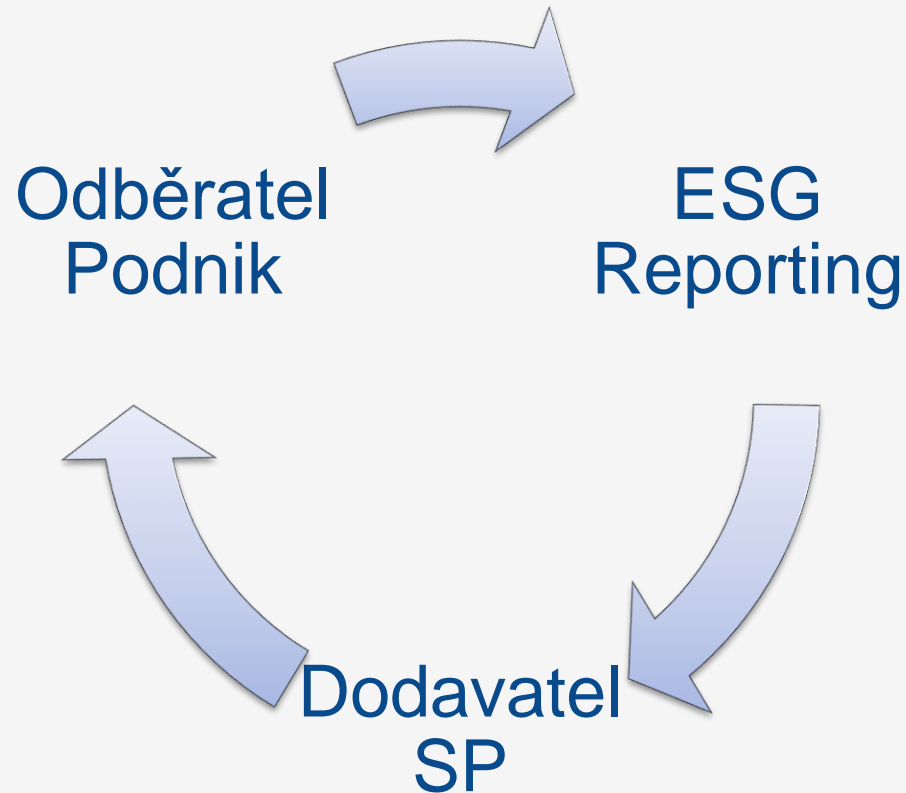 Odběratel
Podnik
ESG
Reporting
Dodavatel
SP